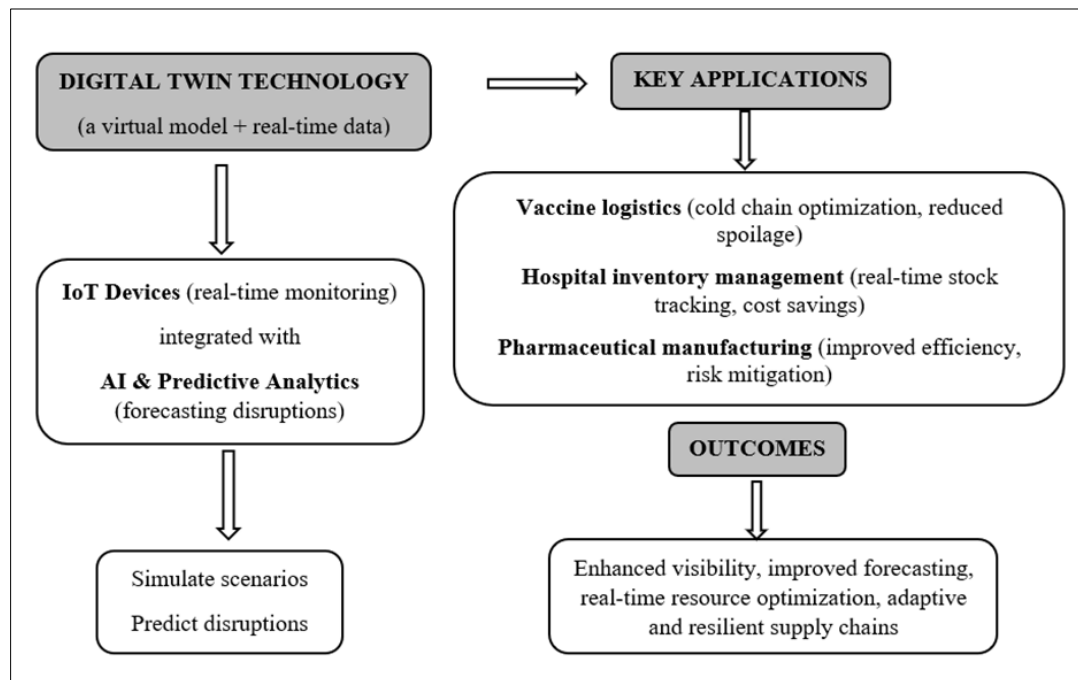 DIGITAL TWIN TECHNOLOGY
(a virtual model + real-time data)
IoT Devices (real-time monitoring)
integrated with
AI & Predictive Analytics
(forecasting disruptions)
Simulate scenarios
Predict disruptions
KEY APPLICATIONS
Vaccine logistics (cold chain optimization, reduced
spoilage)
Hospital inventory management (real-time stock
tracking, cost savings)
Pharmaceutical manufacturing (improved efficiency,
risk mitigation)
OUTCOMES
Enhanced visibility, improved forecasting,
real-time resource optimization, adaptive
and resilient supply chains